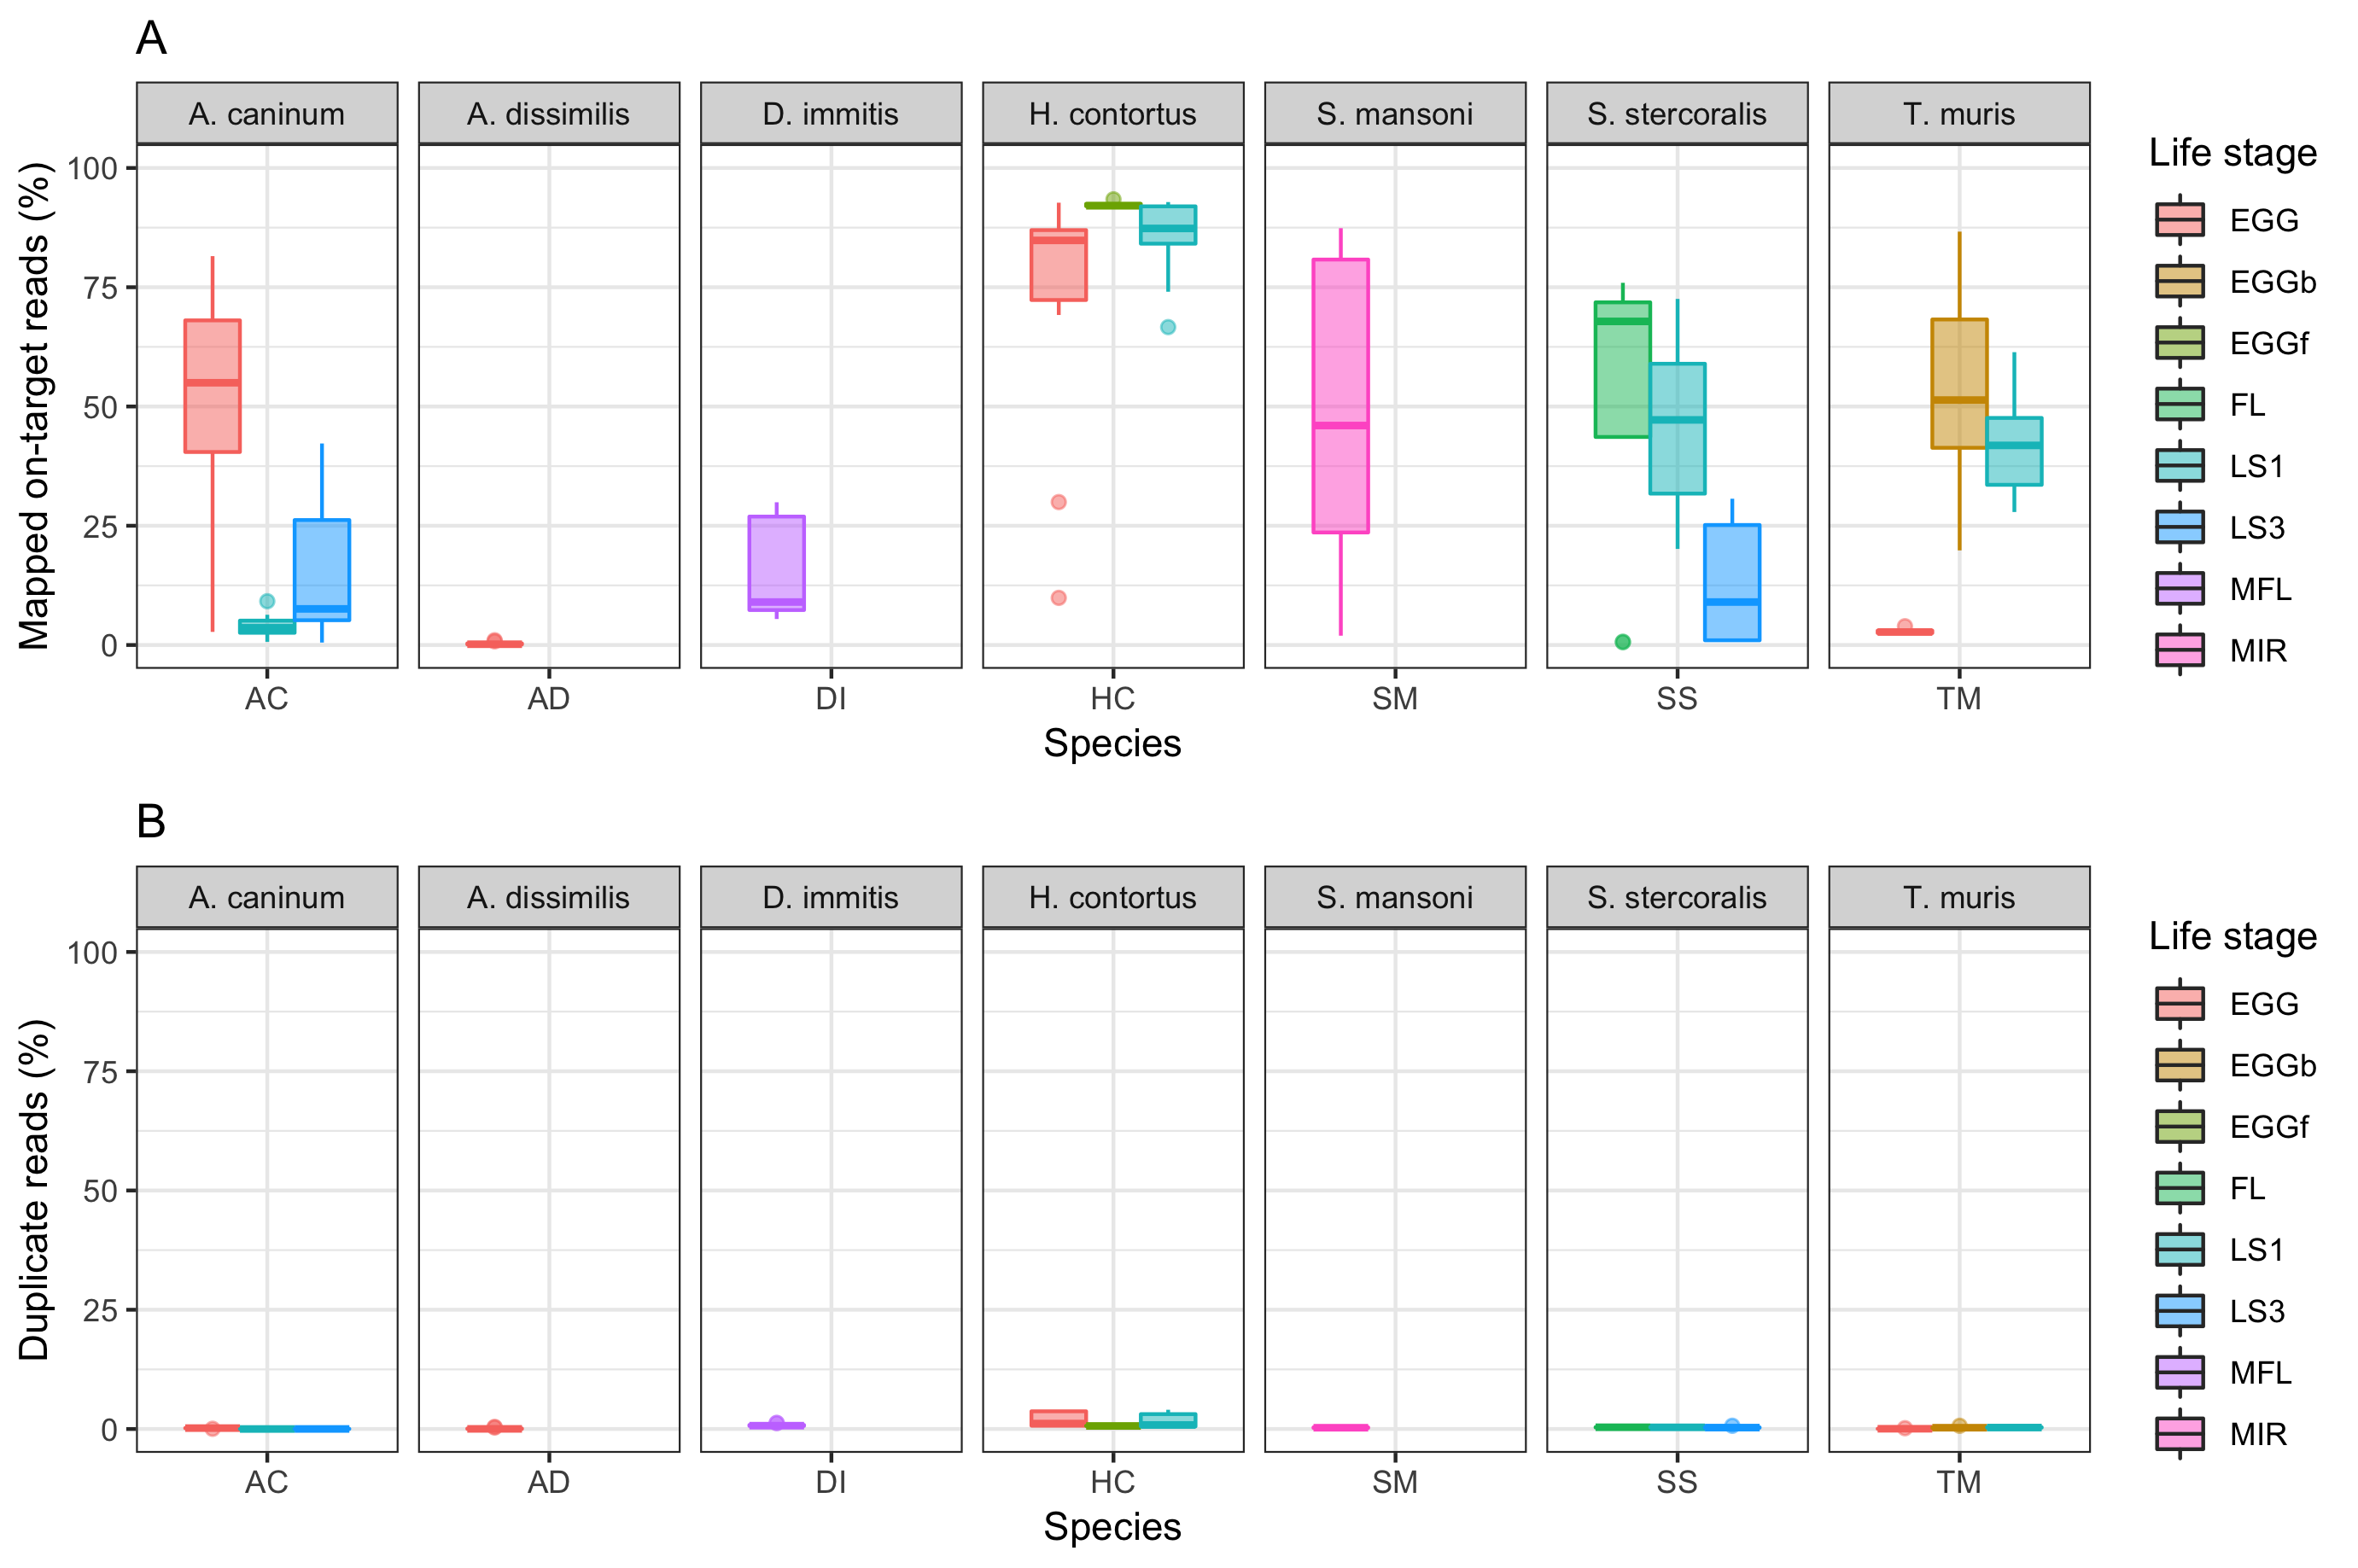 A
A. caninum A. dissimilis D. immitis H. contortus S. mansoni S. stercoralis T. muris
Mapped on-target reads (%)
100
75
50
25
0
AC AD DI HC SM SS TM
Species
Life stage
EGG
EGGb
EGGf
FL
LS1
LS3
MFL
MIR
B
A. caninum A. dissimilis D. immitis H. contortus S. mansoni S. stercoralis T. muris
Duplicate reads (%)
100
75
50
25
0
AC AD DI HC SM SS TM
Species
Life stage
EGG
EGGb
EGGf
FL
LS1
LS3
MFL
MIR